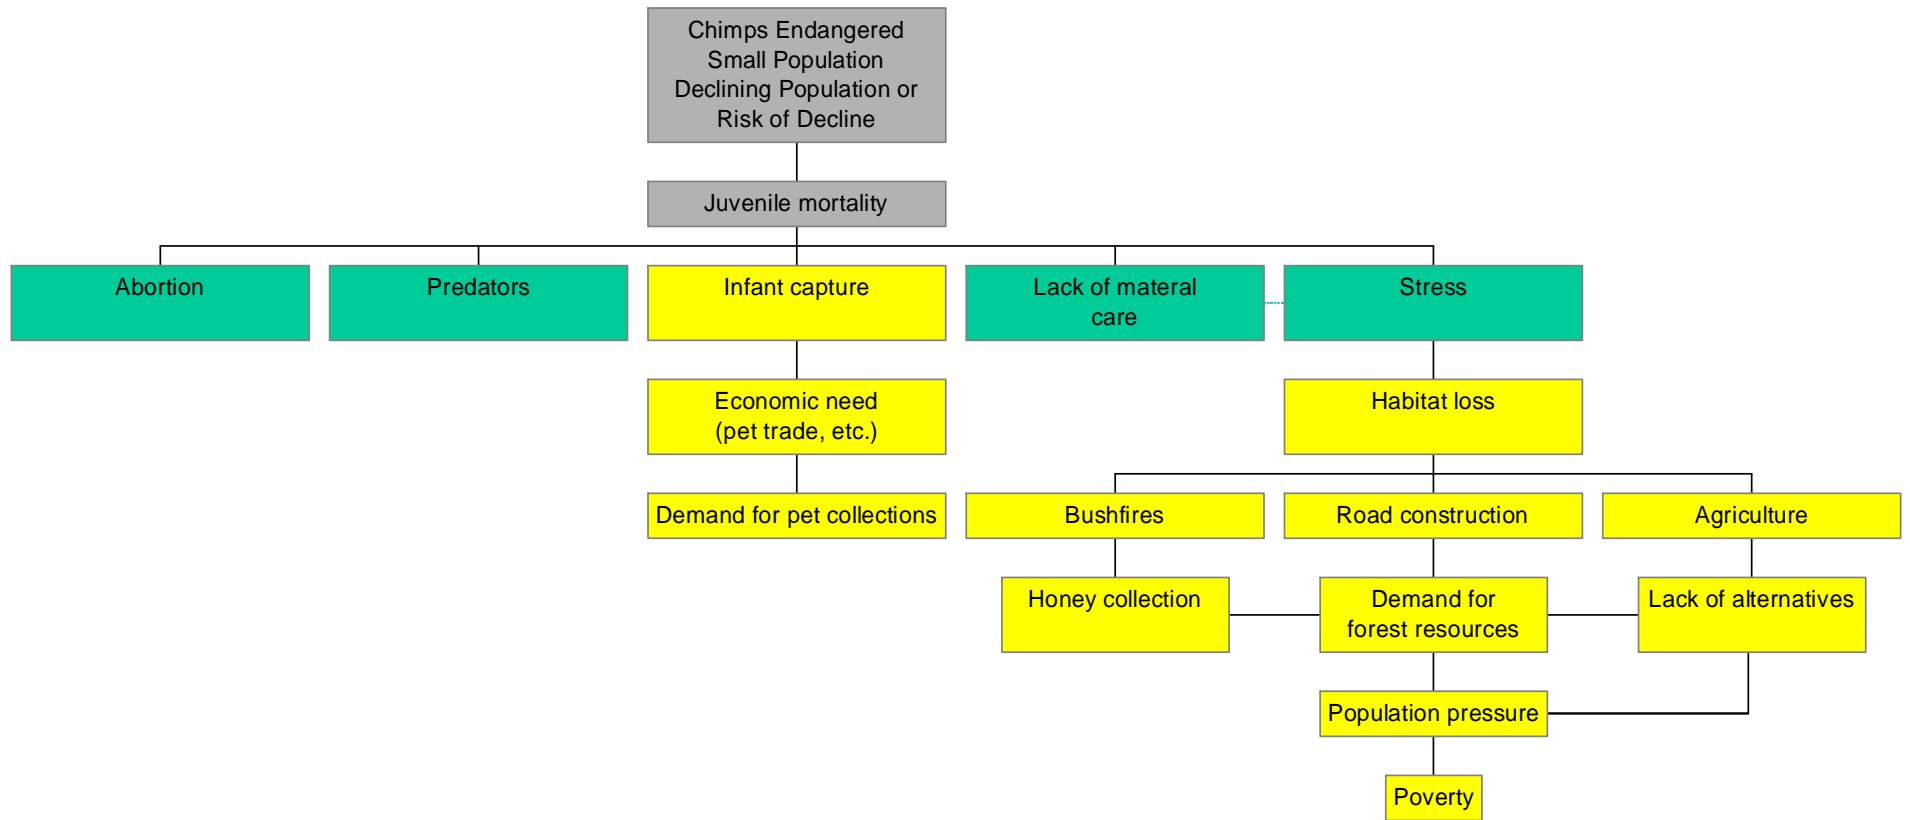 Chimps Endangered
Small Population
Declining Population or
Risk of Decline
Juvenile mortality
Abortion
Predators
Infant capture
Lack of materal
care
Stress
Economic need
(pet trade, etc.)
Habitat loss
Demand for pet collections
Bushfires
Road construction
Agriculture
Honey collection
Demand for
forest resources
Lack of alternatives
Population pressure
Poverty